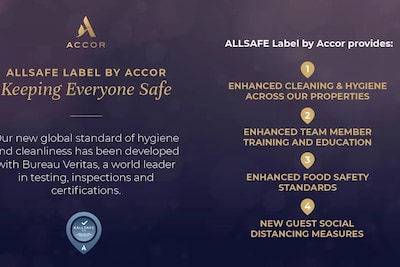 ACCOR
ALLSAFE LABEL BY ACCOR
Keeping Everyone Safe
Our new global standard of hygiene
and cleanliness has been developed
with Bureau Veritas, a world leader
in testing, inspections and
certifications.
ALLSAFE
ALLSAFE Label by Accor provides:
1
ENHANCED CLEANING & HYGIENE
ACROSS OUR PROPERTIES
2
ENHANCED TEAM MEMBER
TRAINING AND EDUCATION
3
ENHANCED FOOD SAFETY
STANDARDS
4
NEW GUEST SOCIAL
DISTANCING MEASURES